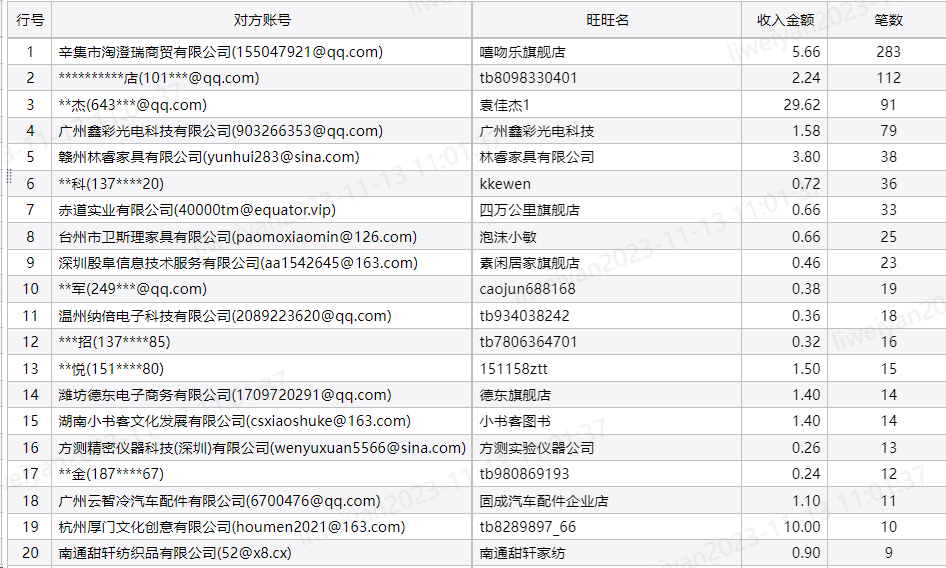 行号 对方账号 旺旺名 收入金额 笔数
1 辛集市淘澄瑞商贸有限公司(155047921@qq.com) 嘻吻乐旗舰店 5.66 283
2 **********店(101***@qq.com) tb8098330401 2.24 112
3 **杰(643***@qq.com) 袁佳杰1 29.62 91
4 广州鑫彩光电科技有限公司(903266353@qq.com) 广州鑫彩光电科技 1.58 79
5 赣州林睿家具有限公司(yunhui283@sina.com) 林睿家具有限公司 3.80 38
6 **科(137****20) kkewen 0.72 36
7 赤道实业有限公司(40000tm@equator.vip) 四万公里旗舰店 0.66 33
8 台州市卫斯理家具有限公司(paomoxiaomin@126.com) 泡沫小敏 0.66 25
9 深圳殷阜信息技术服务有限公司(aa1542645@163.com) 素闲居家旗舰店 0.46 23
10 **军(249***@qq.com) caojun688168 0.38 19
11 温州纳倍电子科技有限公司(2089223620@qq.com) tb934038242 0.36 18
12 ***招(137****85) tb7806364701 0.32 16
13 **悦(151****80) 151158ztt 1.50 15
14 潍坊德东电子商务有限公司(1709720291@qq.com) 德东旗舰店 1.40 14
15 湖南小书客文化发展有限公司(csxiaoshuke@163.com) 小书客图书 1.40 14
16 方测精密仪器科技(深圳)有限公司(wenyuxuan5566@sina.com) 方测实验仪器公司 0.26 13
17 **金(187****67) tb980869193 0.24 12
18 广州云智冷汽车配件有限公司(6700476@qq.com) 固成汽车配件企业店 1.10 11
19 杭州厚门文化创意有限公司(houmen2021@163.com) tb8289897_66 10.00 10
20 南通甜轩纺织品有限公司(52@x8.cx) 南通甜轩家纺 0.90 9
liweiyan2023-11-13 11:01:37